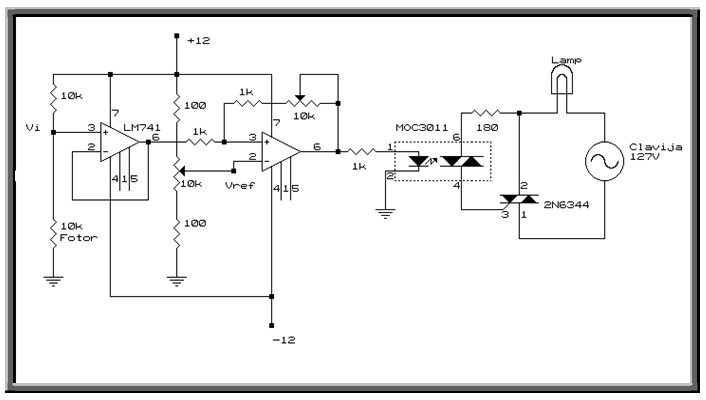 +12
Lamp
10k
100
1k
10k
7
7
MOC3011
180
Vi
3
LM741
6
1k
3
6
1
6
Clavija
127V
2
2
1k
2
4
2
4 1 5
10k
Vref
4 1 5
3
1
2N6344
10k
Fotor
100
-12